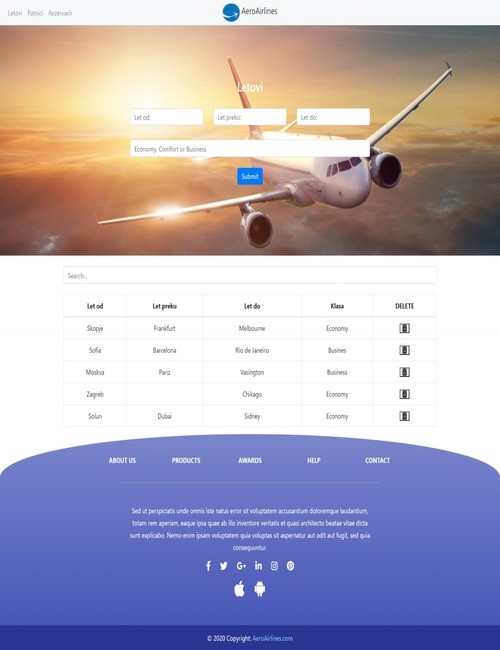 Letovi Patnici Rezervacii
AeroAirlines
Letovi
Let od: Let preku: Let do:
Economy, Comfort or Business
Submit
Search..
Let od Let preku Let do Klasa DELETE
Skopje Frankfurt Melbourne Economy
Sofia Barcelona Rio de Janeiro Busines
Moskva Pariz Vasington Business
Zagreb Chikago Economy
Solun Dubai Sidney Economy
ABOUT US PRODUCTS AWARDS HELP CONTACT
Sed ut perspiciatis unde omnis iste natus error sit voluptatem accusantium doloremque laudantium,
totam rem aperiam, eaque ipsa quae ab illo inventore veritatis et quasi architecto beatae vitae dicta
sunt explicabo. Nemo enim ipsam voluptatem quia voluptas sit aspernatur aut odit aut fugit, sed quia
consequuntur.
© 2020 Copyright: AeroAirlines.com